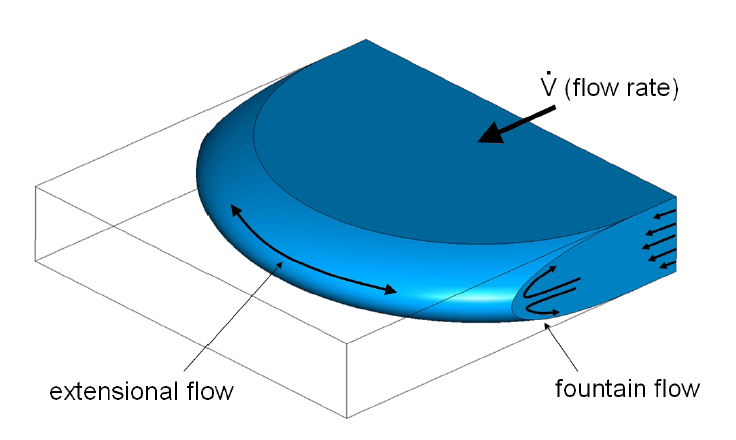 V̇ (flow rate)
extensional flow
fountain flow